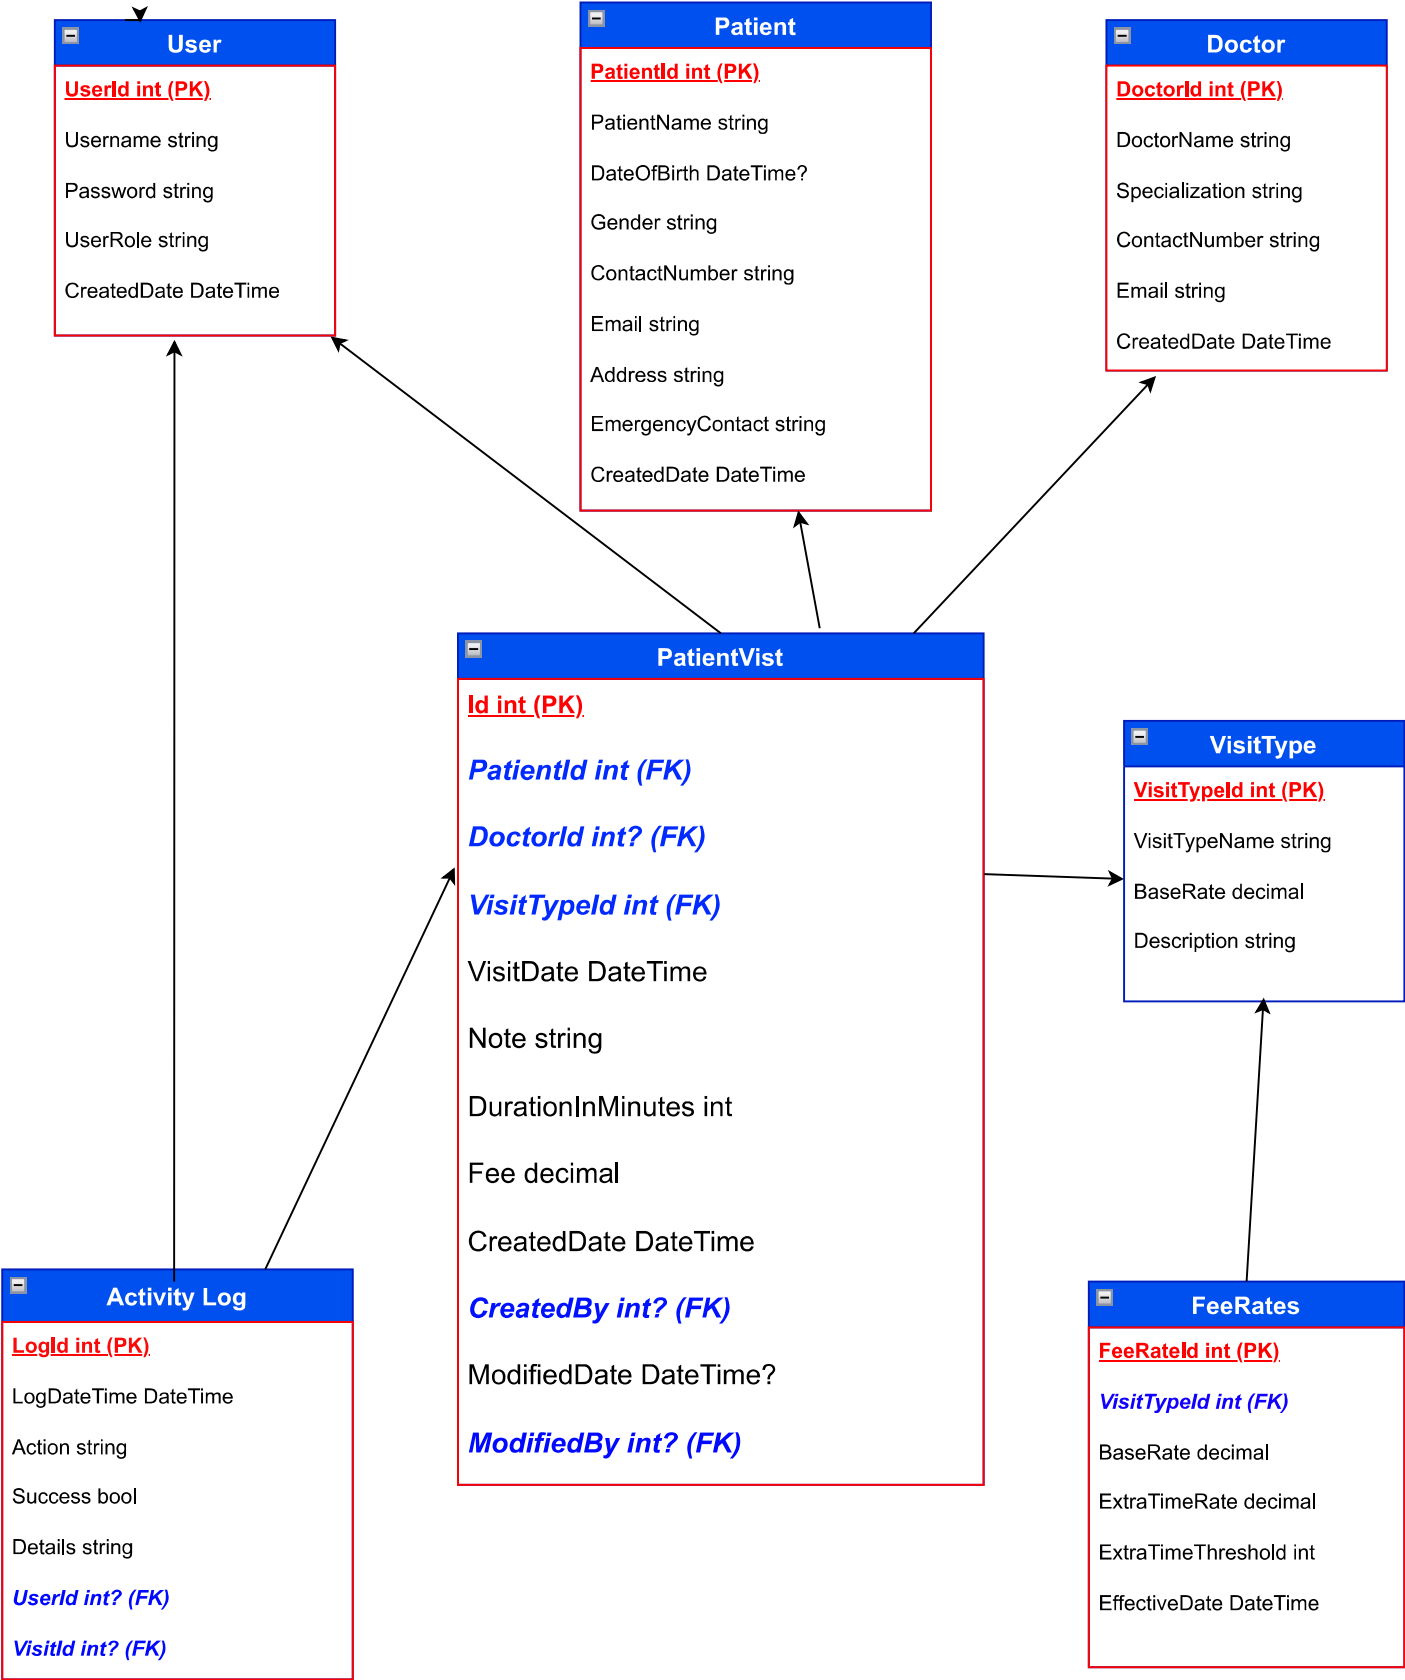 User
UserId int (PK)
Username string
Password string
UserRole string
CreatedDate DateTime
Patient
PatientId int (PK)
PatientName string
DateOfBirth DateTime?
Gender string
ContactNumber string
Email string
Address string
EmergencyContact string
CreatedDate DateTime
Doctor
DoctorId int (PK)
DoctorName string
Specialization string
ContactNumber string
Email string
CreatedDate DateTime
PatientVist
Id int (PK)
PatientId int (FK)
DoctorId int? (FK)
VisitTypeId int (FK)
VisitDate DateTime
Note string
DurationInMinutes int
Fee decimal
CreatedDate DateTime
CreatedBy int? (FK)
ModifiedDate DateTime?
ModifiedBy int? (FK)
VisitType
VisitTypeId int (PK)
VisitTypeName string
BaseRate decimal
Description string
Activity Log
LogId int (PK)
LogDateTime DateTime
Action string
Success bool
Details string
UserId int? (FK)
VisitId int? (FK)
FeeRates
FeeRateId int (PK)
VisitTypeId int (FK)
BaseRate decimal
ExtraTimeRate decimal
ExtraTimeThreshold int
EffectiveDate DateTime